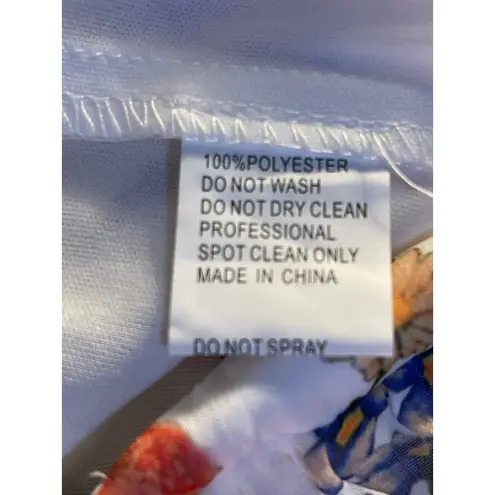 100%POLYESTER
DO NOT WASH
DO NOT DRY CLEAN
PROFESSIONAL
SPOT CLEAN ONLY
MADE IN CHINA
DO NOT SPRAY